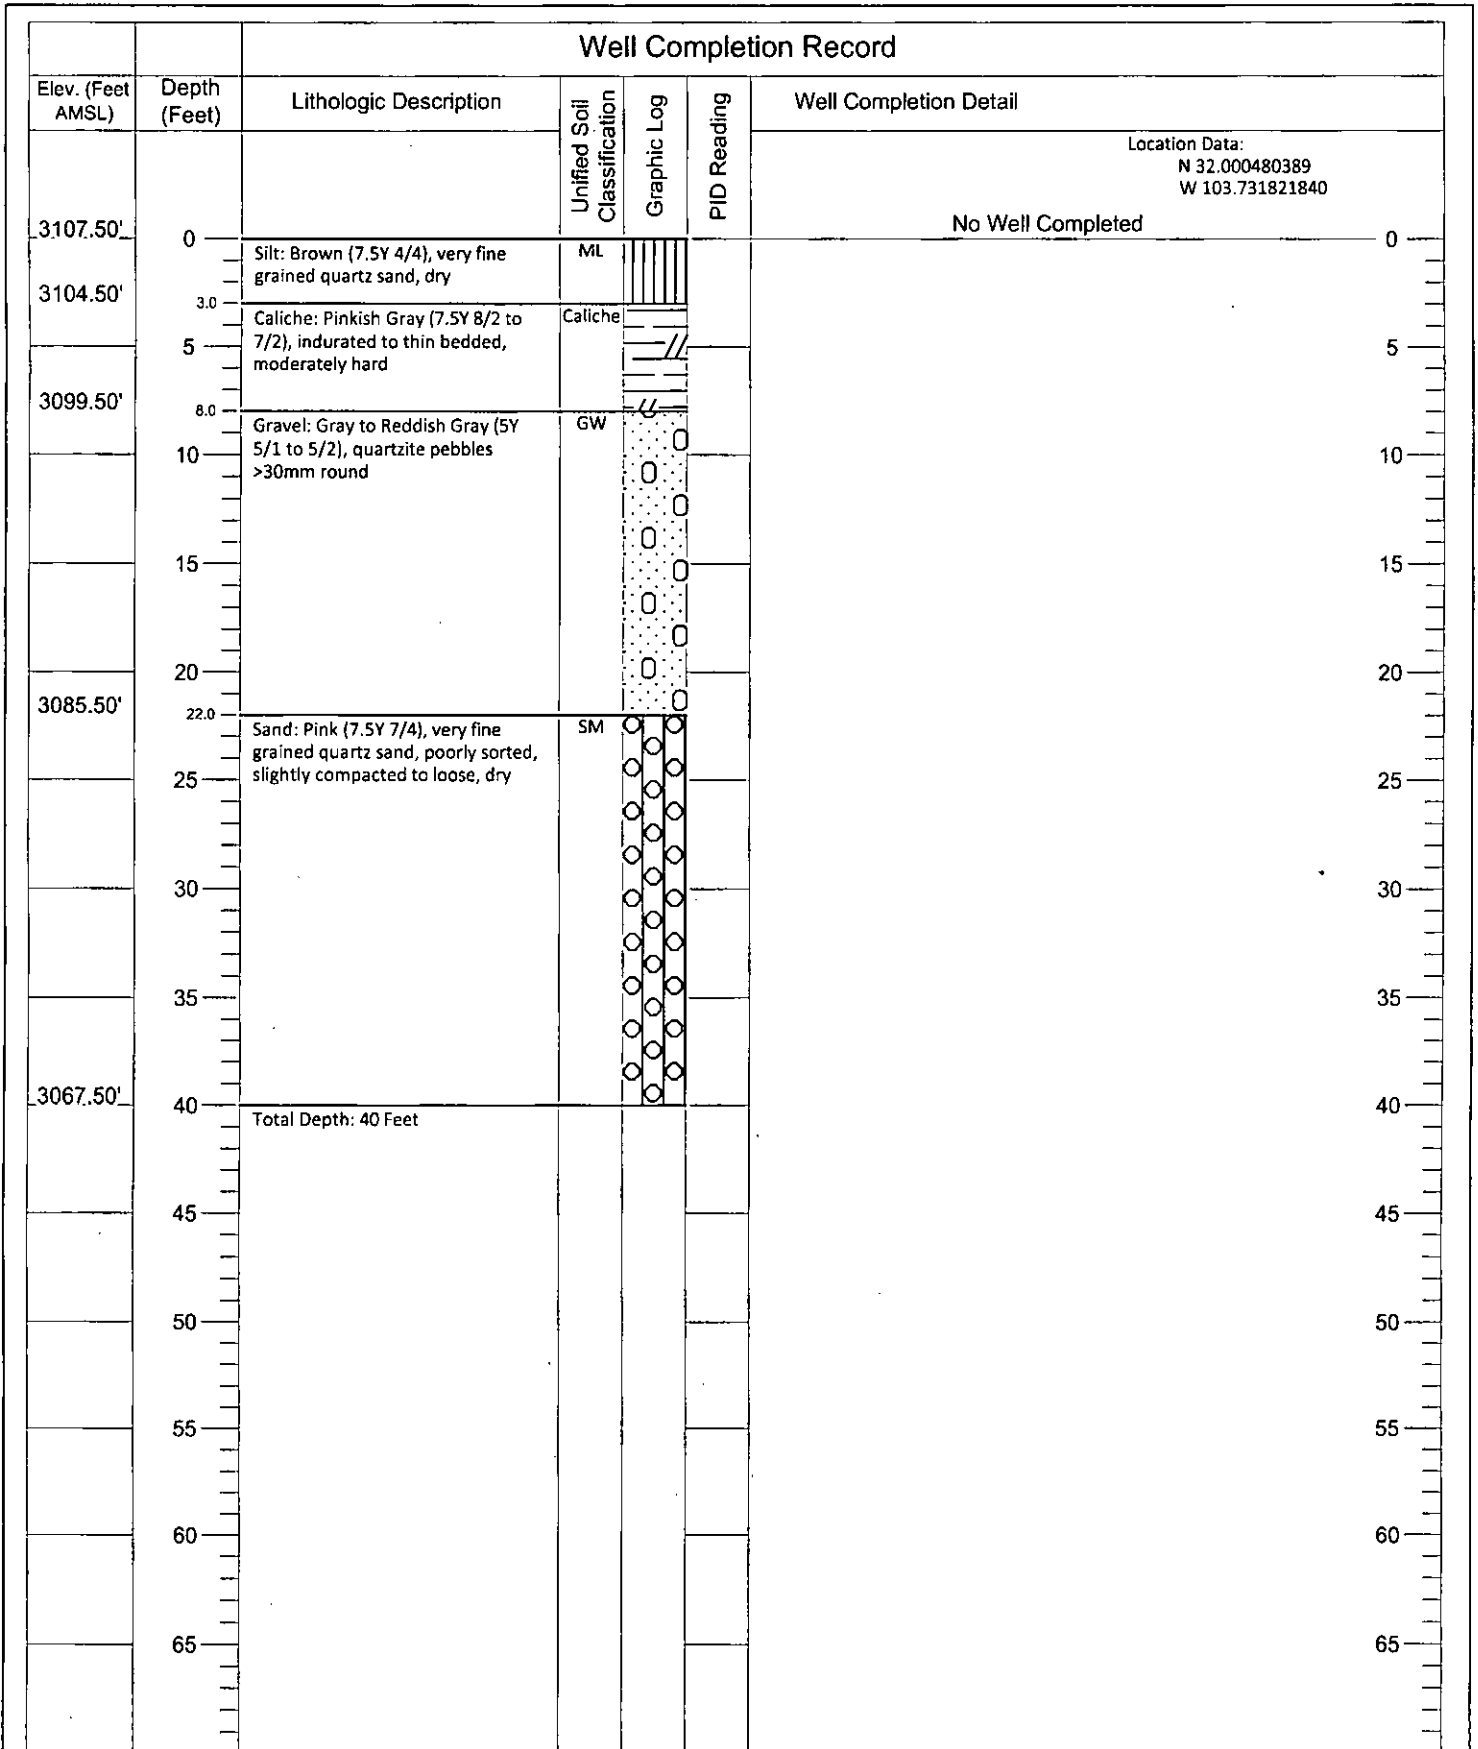 Well Completion Record
Elev. (Feet
AMSL)
Depth
(Feet)
Lithologic Description
Unified Soil
Classification
Graphic Log
PID Reading
Well Completion Detail
Location Data:
N 32.000480389
W 103.731821840
No Well Completed
3107.50'
0
0
Silt: Brown (7.5Y 4/4), very fine
grained quartz sand, dry
ML
3104.50'
3.0
Caliche: Pinkish Gray (7.5Y 8/2 to
7/2), indurated to thin bedded,
moderately hard
Caliche
5
5
3099.50'
8.0
Gravel: Gray to Reddish Gray (5Y
5/1 to 5/2), quartzite pebbles
>30mm round
GW
10
10
15
15
20
20
3085.50'
22.0
Sand: Pink (7.5Y 7/4), very fine
grained quartz sand, poorly sorted,
slightly compacted to loose, dry
SM
25
25
30
30
35
35
3067.50'
40
40
Total Depth: 40 Feet
45
45
50
50
55
55
60
60
65
65